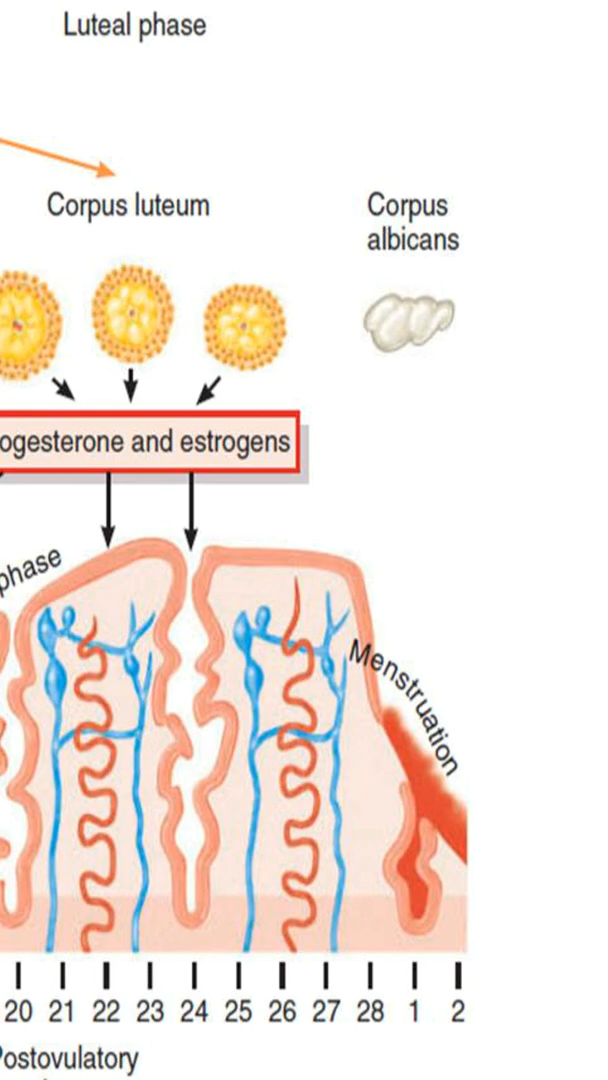 Luteal phase
Corpus luteum
Corpus
albicans
ogesterone and estrogens
phase
Menstruation
20 21 22 23 24 25 26 27 28 1 2
ostovulatory